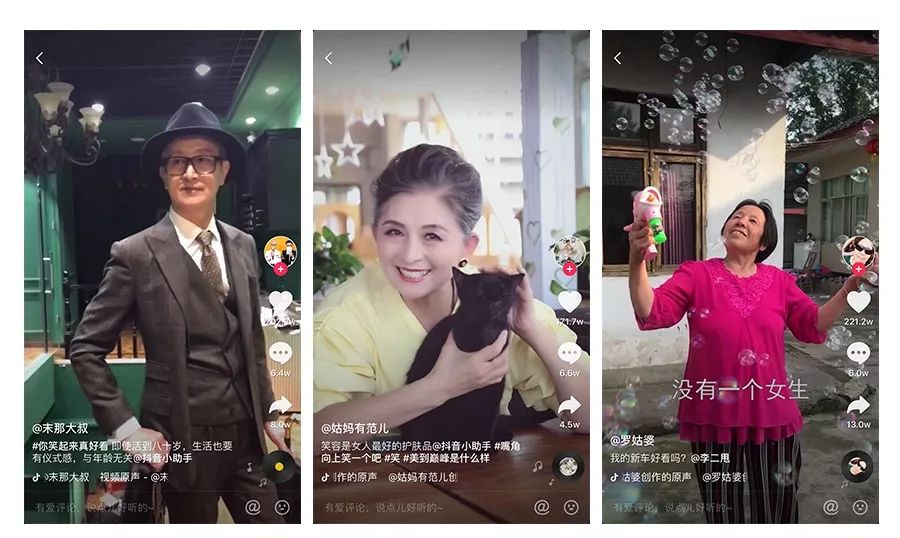 6.4w
8.0w
@末那大叔
#你笑起来真好看 即使活到八十岁，生活也要
有仪式感，与年龄无关@抖音小助手
末那大叔 视频原声 - @末
有爱评论，说点儿好听的~
171.7w
6.6w
4.5w
@姑妈有范儿
笑容是女人最好的护肤品@抖音小助手 #嘴角
向上笑一个吧 #笑 #美到巅峰是什么样
作的原声 @姑妈有范儿创
有爱评论，说点儿好听的~
221.2w
6.0w
13.0w
没有一个女生
@罗姑婆
我的新车好看吗？@李二甩
姑婆创作的原声 @罗姑婆
有爱评论，说点儿好听的~